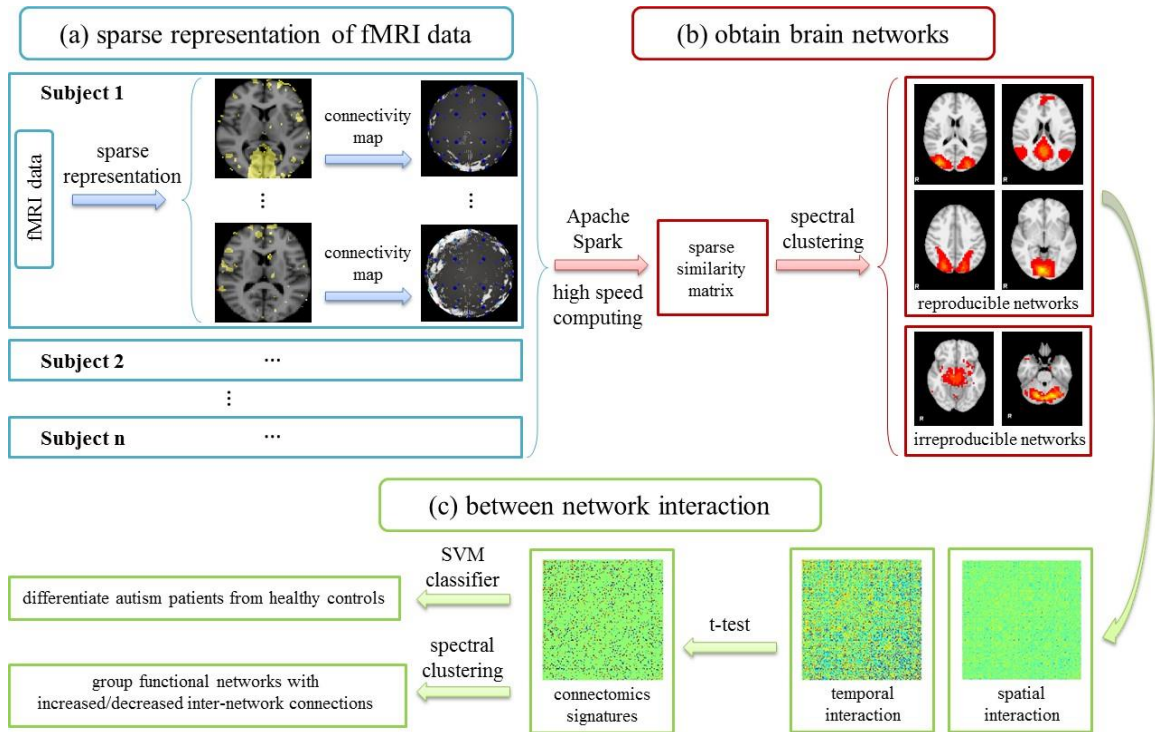 (a) sparse representation of fMRI data
Subject 1
fMRI data
sparse
representation
connectivity
map
...
...
connectivity
map
Subject 2
...
...
Subject n
...
(b) obtain brain networks
Apache
Spark
high speed
computing
sparse
similarity
matrix
spectral
clustering
R
R
R
R
reproducible networks
R
R
irreproducible networks
(c) between network interaction
spatial
interaction
temporal
interaction
t-test
connectomics
signatures
SVM
classifier
differentiate autism patients from healthy controls
spectral
clustering
group functional networks with
increased/decreased inter-network connections